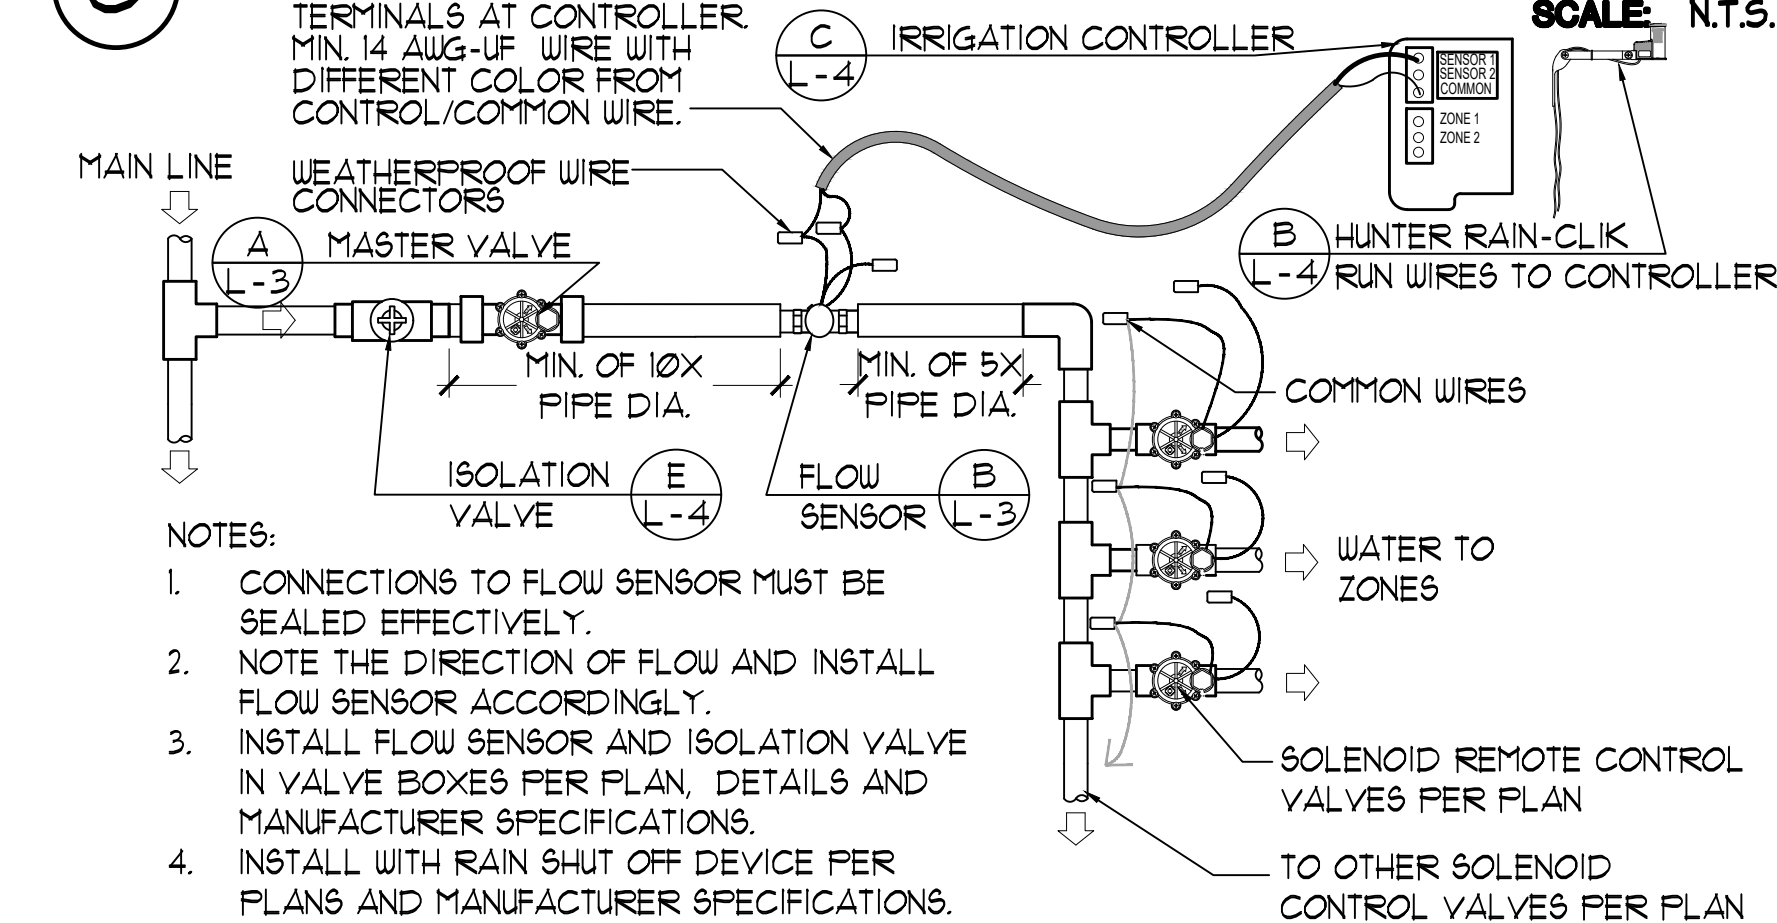 TERMINALS AT CONTROLLER.
MIN. 14 AWG-UF WIRE WITH
DIFFERENT COLOR FROM
CONTROL/COMMON WIRE.
C
L-4
IRRIGATION CONTROLLER
SCALE: N.T.S.
SENSOR 1
SENSOR 2
COMMON
ZONE 1
ZONE 2
MAIN LINE
WEATHERPROOF WIRE
CONNECTORS
A
L-3
MASTER VALVE
B
L-4
HUNTER RAIN-CLIK
RUN WIRES TO CONTROLLER
MIN. OF 10X
PIPE DIA.
MIN. OF 5X
PIPE DIA.
COMMON WIRES
ISOLATION
VALVE
E
L-4
FLOW
SENSOR
B
L-3
WATER TO
ZONES
NOTES:
1. CONNECTIONS TO FLOW SENSOR MUST BE
SEALED EFFECTIVELY.
2. NOTE THE DIRECTION OF FLOW AND INSTALL
FLOW SENSOR ACCORDINGLY.
3. INSTALL FLOW SENSOR AND ISOLATION VALVE
IN VALVE BOXES PER PLAN, DETAILS AND
MANUFACTURER SPECIFICATIONS.
4. INSTALL WITH RAIN SHUT OFF DEVICE PER
PLANS AND MANUFACTURER SPECIFICATIONS.
SOLENOID REMOTE CONTROL
VALVES PER PLAN
TO OTHER SOLENOID
CONTROL VALVES PER PLAN